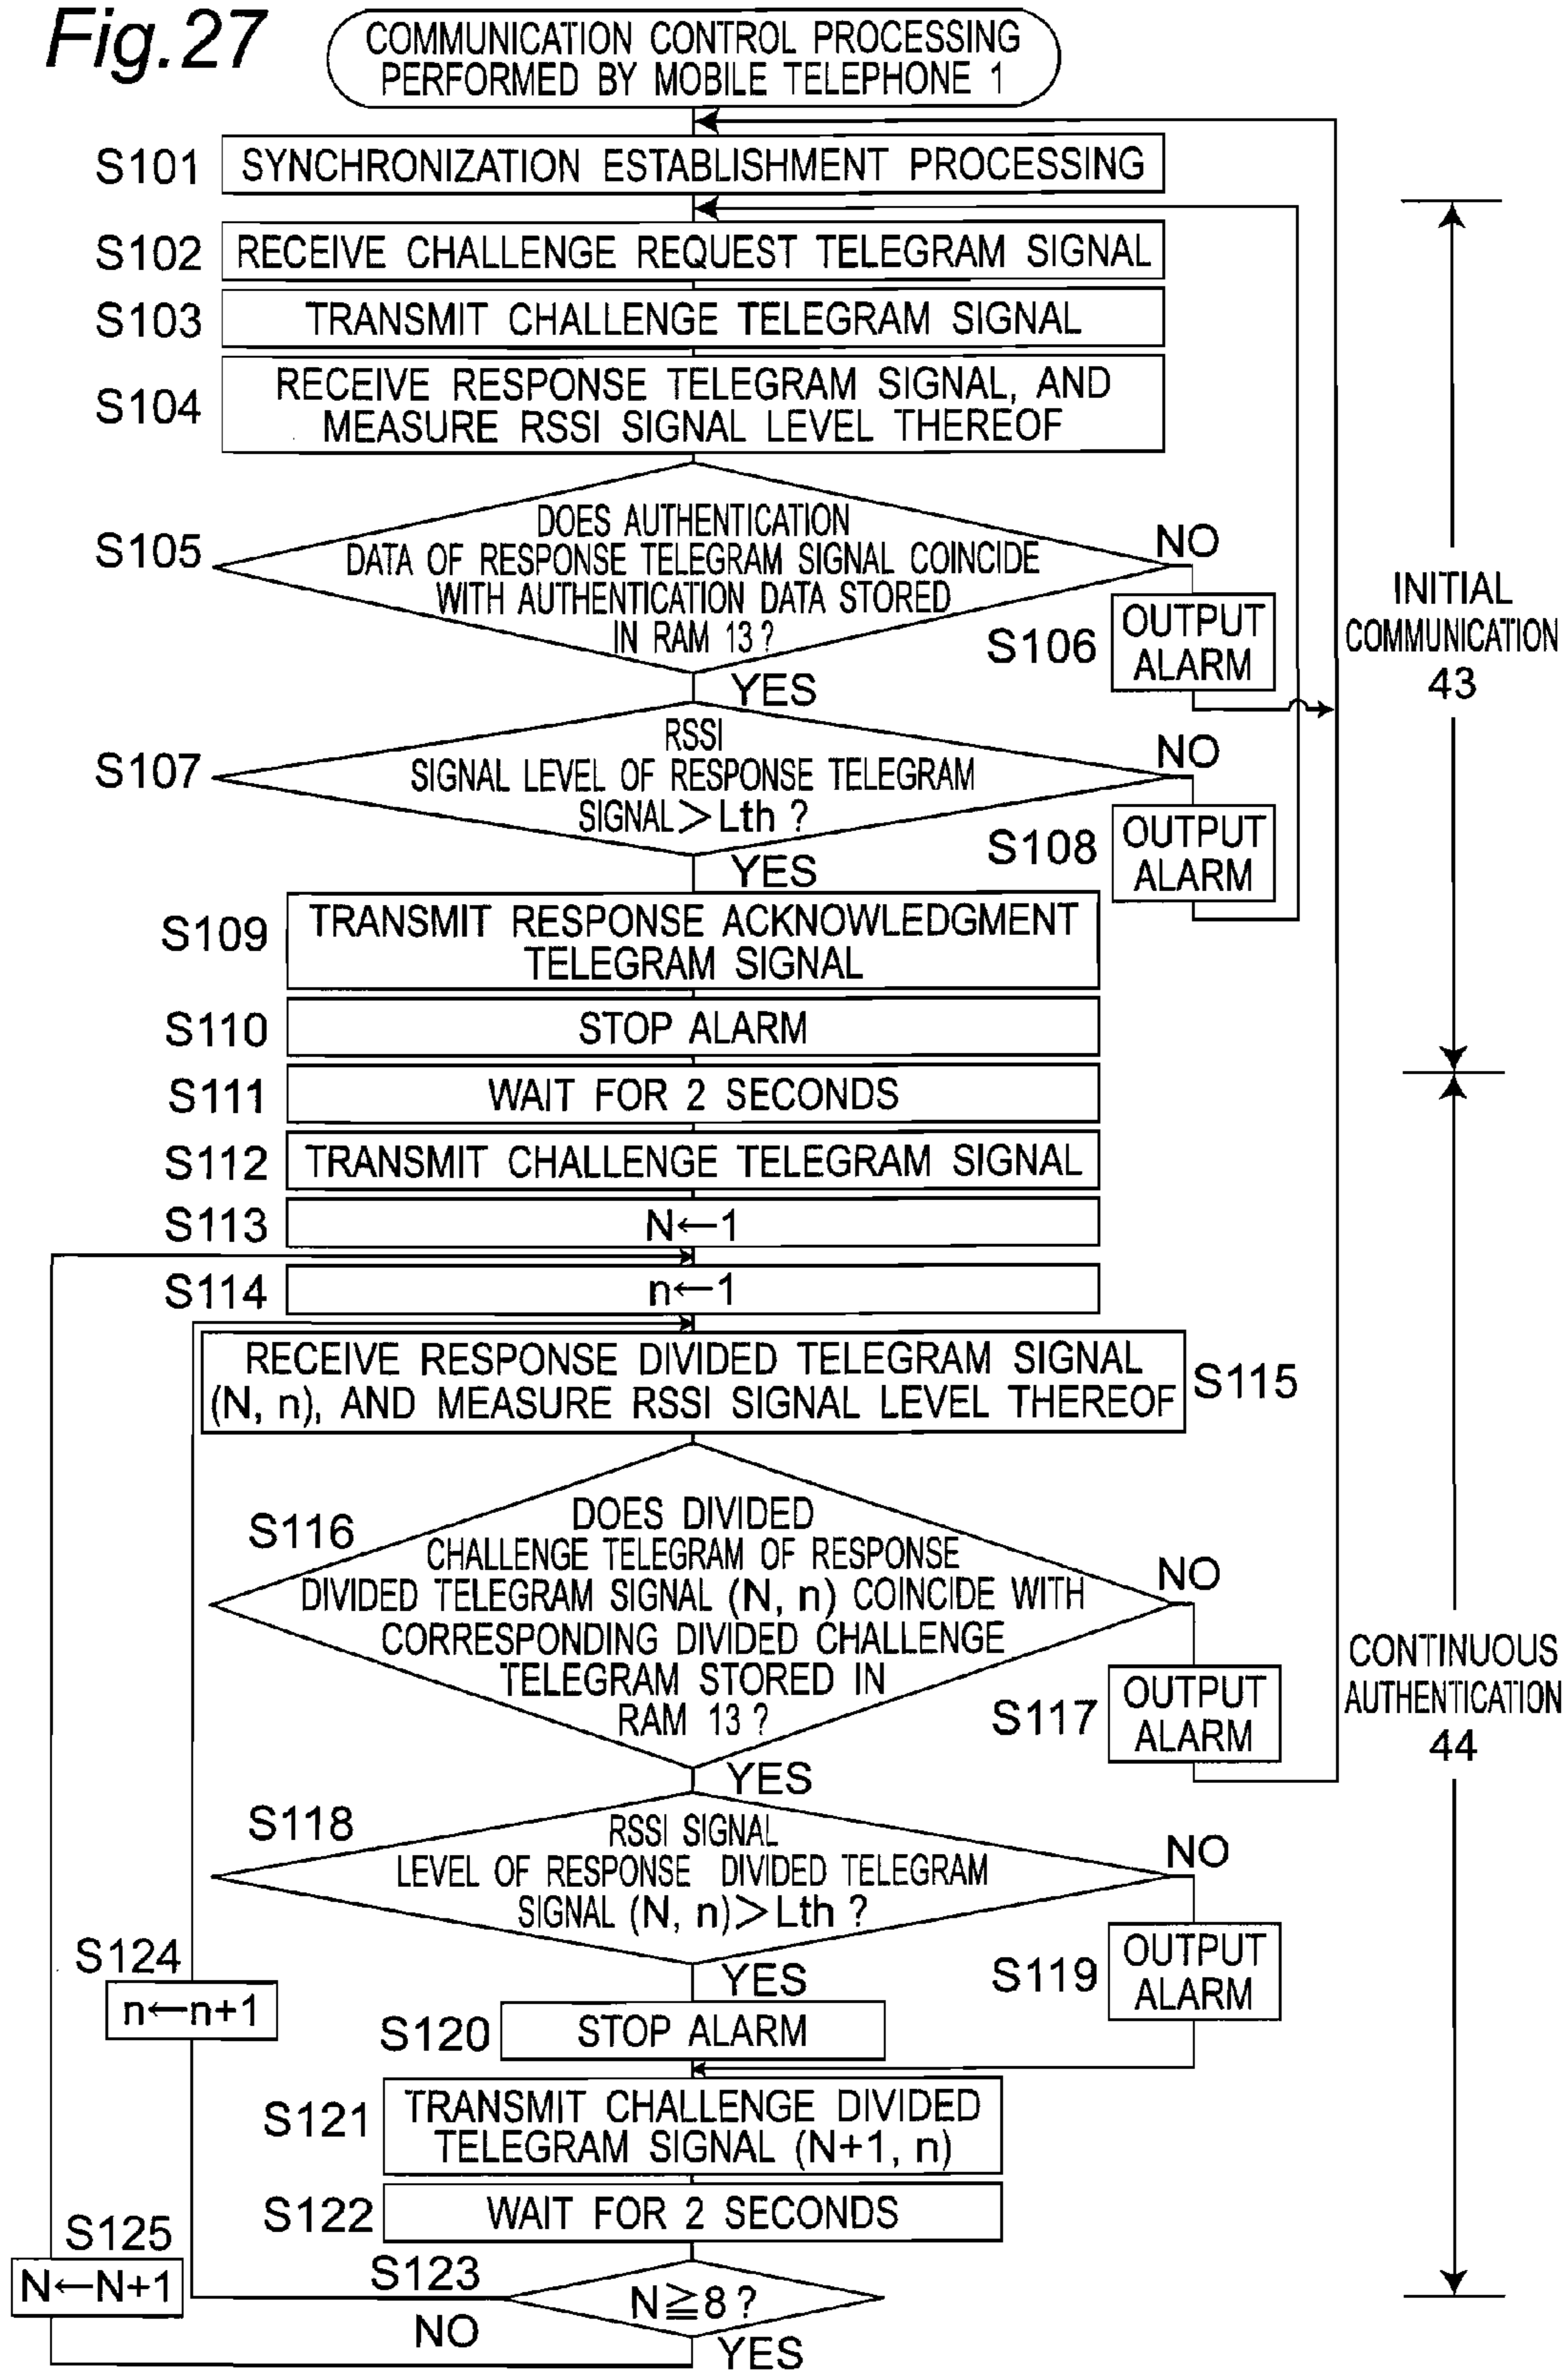 Fig.27
COMMUNICATION CONTROL PROCESSING
PERFORMED BY MOBILE TELEPHONE 1
S101
SYNCHRONIZATION ESTABLISHMENT PROCESSING
S102
RECEIVE CHALLENGE REQUEST TELEGRAM SIGNAL
S103
TRANSMIT CHALLENGE TELEGRAM SIGNAL
S104
RECEIVE RESPONSE TELEGRAM SIGNAL, AND
MEASURE RSSI SIGNAL LEVEL THEREOF
S105
DOES AUTHENTICATION
DATA OF RESPONSE TELEGRAM SIGNAL COINCIDE
WITH AUTHENTICATION DATA STORED
IN RAM 13?
NO
S106
OUTPUT
ALARM
INITIAL
COMMUNICATION
43
YES
S107
RSSI
SIGNAL LEVEL OF RESPONSE TELEGRAM
SIGNAL>Lth ?
NO
S108
OUTPUT
ALARM
YES
S109
TRANSMIT RESPONSE ACKNOWLEDGMENT
TELEGRAM SIGNAL
S110
STOP ALARM
S111
WAIT FOR 2 SECONDS
S112
TRANSMIT CHALLENGE TELEGRAM SIGNAL
S113
N←1
S114
n←1
RECEIVE RESPONSE DIVIDED TELEGRAM SIGNAL
(N, n), AND MEASURE RSSI SIGNAL LEVEL THEREOF
S115
S116
DOES DIVIDED
CHALLENGE TELEGRAM OF RESPONSE
DIVIDED TELEGRAM SIGNAL (N, n) COINCIDE WITH
CORRESPONDING DIVIDED CHALLENGE
TELEGRAM STORED IN
RAM 13?
NO
S117
OUTPUT
ALARM
CONTINUOUS
AUTHENTICATION
44
YES
S118
RSSI SIGNAL
LEVEL OF RESPONSE DIVIDED TELEGRAM
SIGNAL (N, n)>Lth ?
NO
S119
OUTPUT
ALARM
YES
S124
n←n+1
S120
STOP ALARM
S121
TRANSMIT CHALLENGE DIVIDED
TELEGRAM SIGNAL (N+1, n)
S122
WAIT FOR 2 SECONDS
S125
N←N+1
S123
N≧8?
NO
YES